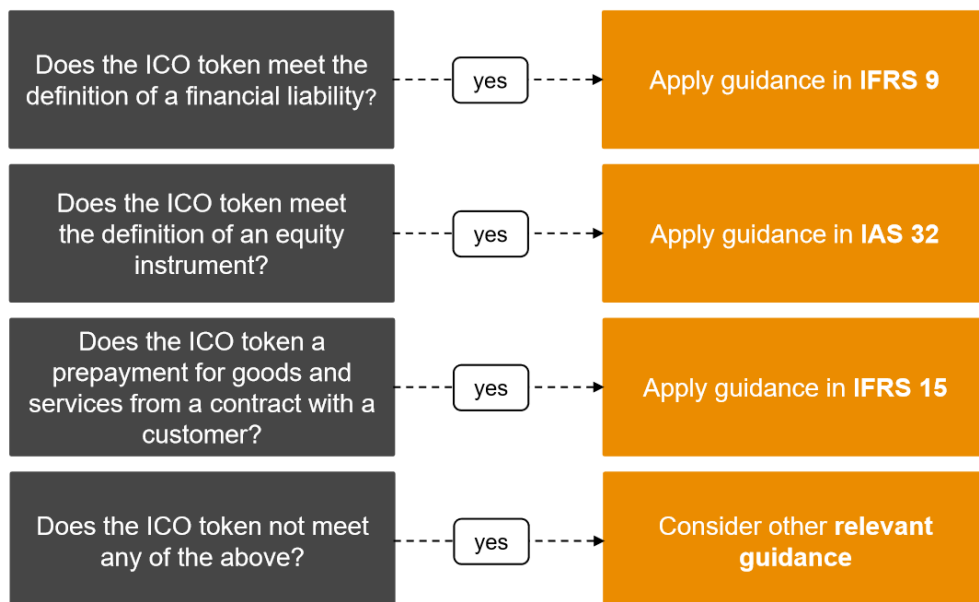 Does the ICO token meet the
definition of a financial liability?
yes
Apply guidance in IFRS 9
Does the ICO token meet
the definition of an equity
instrument?
yes
Apply guidance in IAS 32
Does the ICO token a
prepayment for goods and
services from a contract with a
customer?
yes
Apply guidance in IFRS 15
Does the ICO token not meet
any of the above?
yes
Consider other relevant
guidance